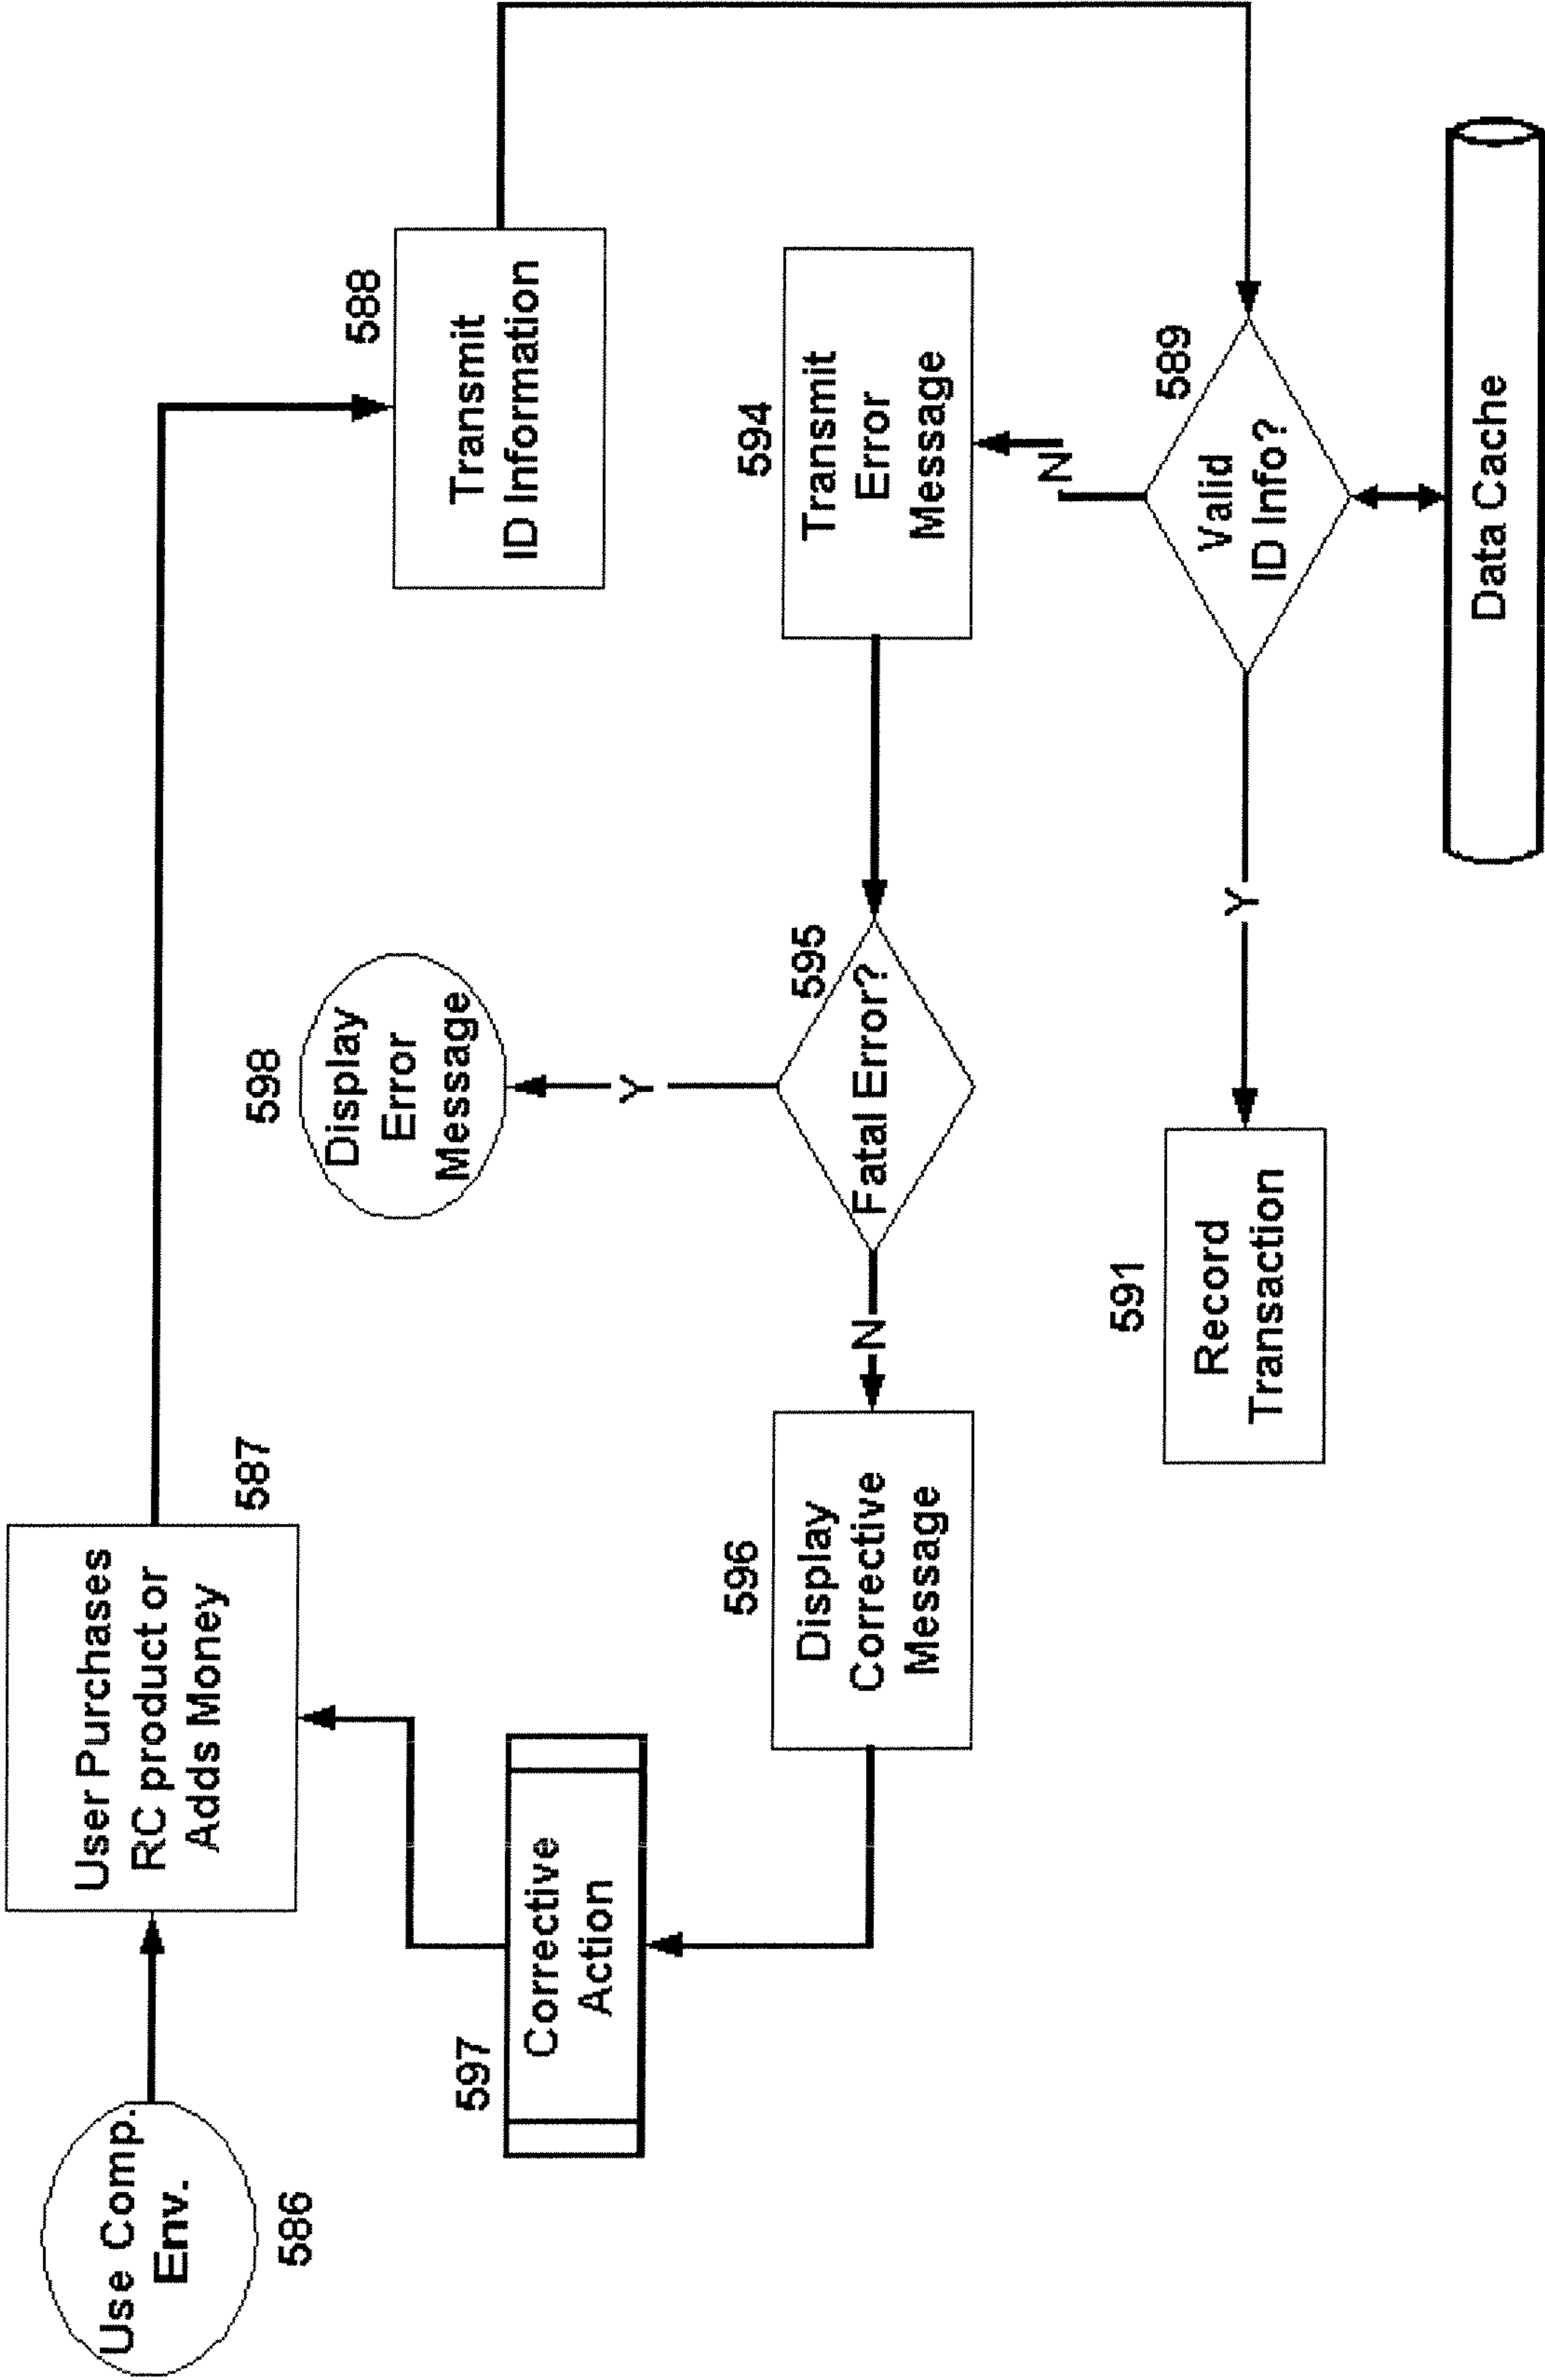 Use Comp.
Env.
586
User Purchases
RC product or
Adds Money
587
588
Transmit
ID Information
598
Display
Error
Message
597
Corrective
Action
596
Display
Corrective
Message
N
595
Fatal Error?
Y
594
Transmit
Error
Message
N
589
Valid
ID Info?
Y
591
Record
Transaction
Data Cache